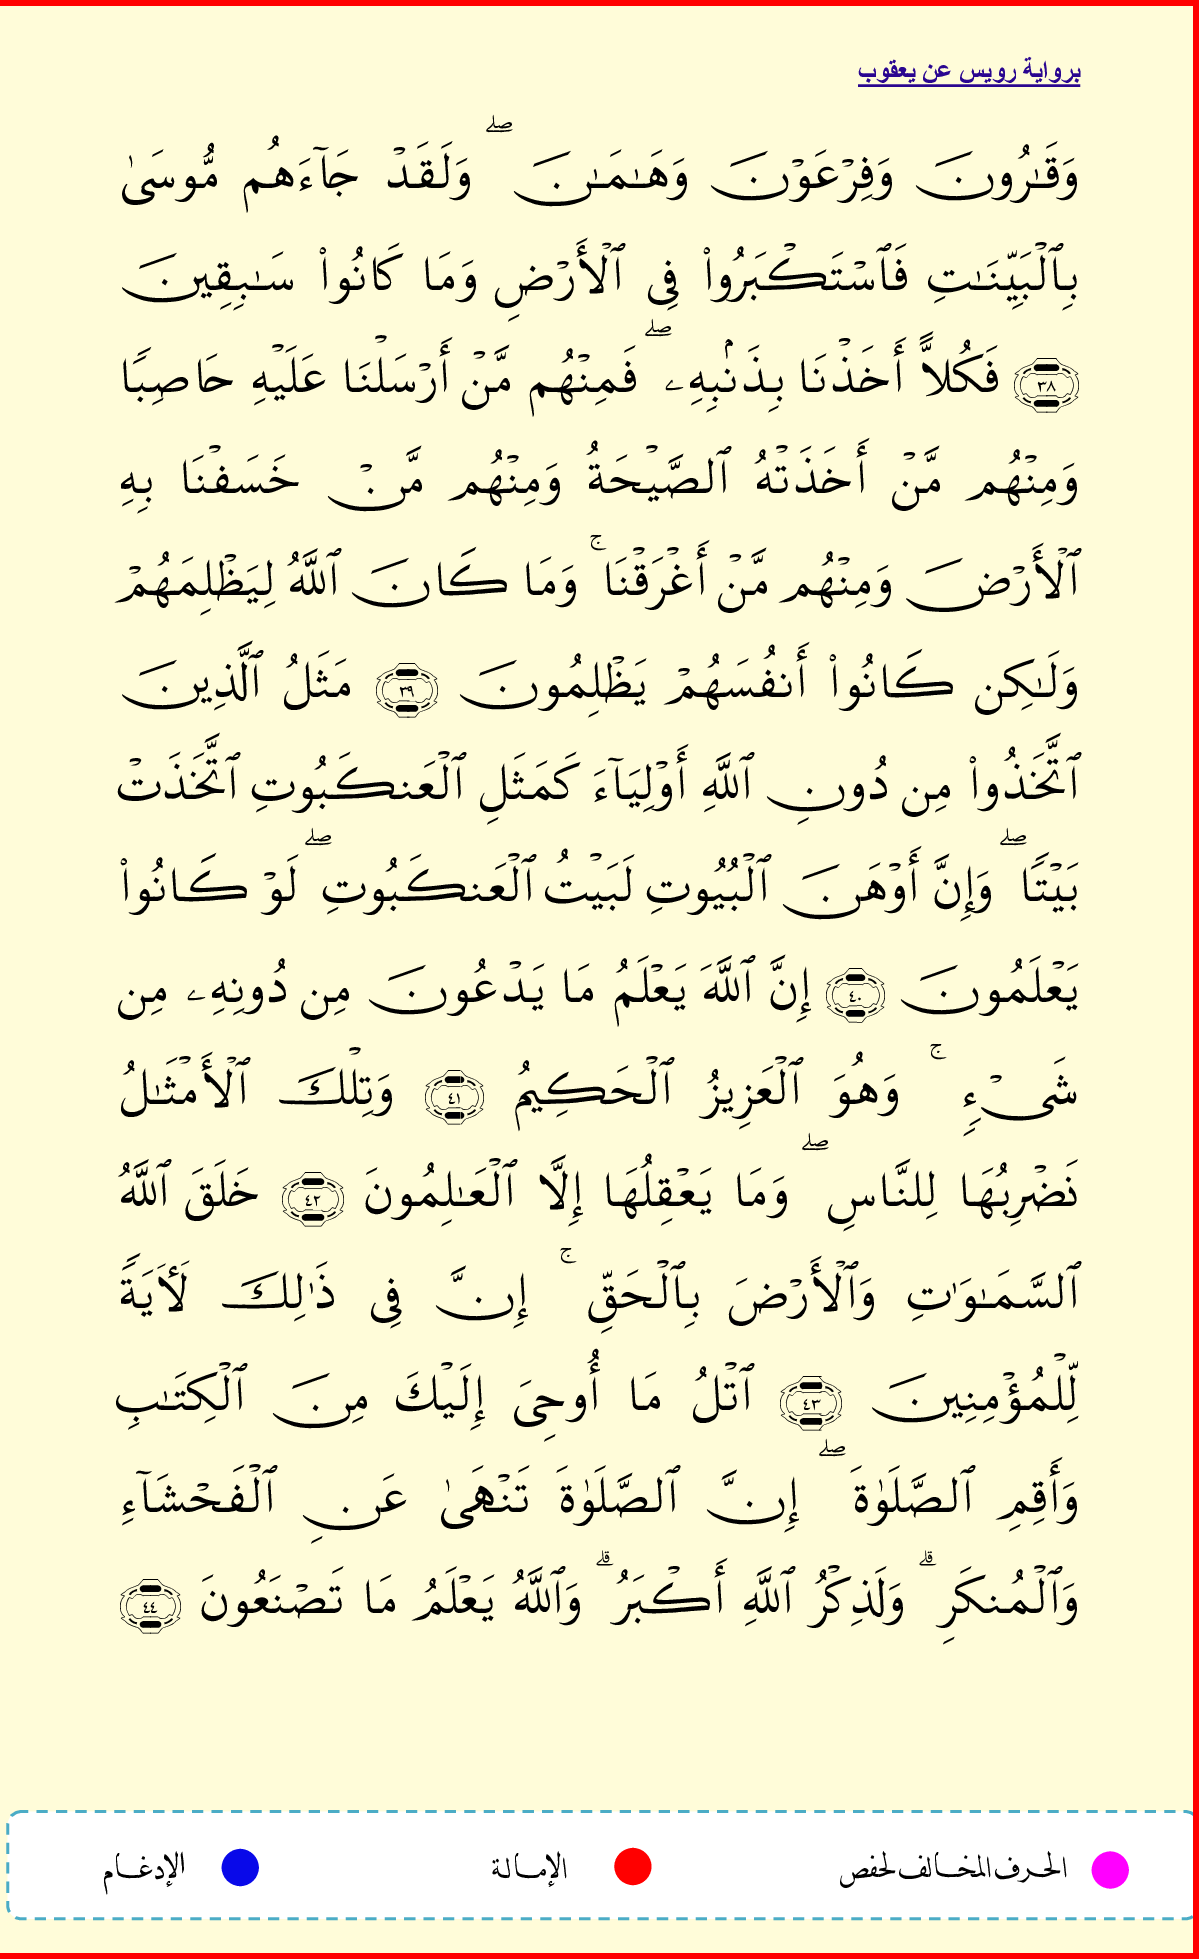 برواية رويس عن يعقوب
وَقَـٰرُونَ وَفِرۡعَوۡنَ وَهَـٰمَـٰنَۖ وَلَقَدۡ جَآءَهُم مُّوسَىٰ
بِٱلۡبَيِّنَـٰتِ فَٱسۡتَكۡبَرُوا۟ فِى ٱلۡأَرۡضِ وَمَا كَانُوا۟ سَـٰبِقِينَ
٣٨ فَكُلاًّ أَخَذۡنَا بِذَنۢبِهِۦۖ فَمِنۡهُم مَّنۡ أَرۡسَلۡنَا عَلَيۡهِ حَاصِبًا
وَمِنۡهُم مَّنۡ أَخَذَتۡهُ ٱلصَّيۡحَةُ وَمِنۡهُم مَّنۡ خَسَفۡنَا بِهِ
ٱلۡأَرۡضَ وَمِنۡهُم مَّنۡ أَغۡرَقۡنَاۚ وَمَا كَانَ ٱللَّهُ لِيَظۡلِمَهُمۡ
وَلَـٰكِن كَانُوا۟ أَنفُسَهُمۡ يَظۡلِمُونَ ٣٩ مَثَلُ ٱلَّذِينَ
ٱتَّخَذُوا۟ مِن دُونِ ٱللَّهِ أَوۡلِيَآءَ كَمَثَلِ ٱلۡعَنكَبُوتِ ٱتَّخَذَتۡ
بَيۡتًاۖ وَإِنَّ أَوۡهَنَ ٱلۡبُيُوتِ لَبَيۡتُ ٱلۡعَنكَبُوتِۖ لَوۡ كَانُوا۟
يَعۡلَمُونَ ٤٠ إِنَّ ٱللَّهَ يَعۡلَمُ مَا يَدۡعُونَ مِن دُونِهِۦ مِن
شَىۡءٍۚ وَهُوَ ٱلۡعَزِيزُ ٱلۡحَكِيمُ ٤١ وَتِلۡكَ ٱلۡأَمۡثَـٰلُ
نَضۡرِبُهَا لِلنَّاسِۖ وَمَا يَعۡقِلُهَا إِلَّا ٱلۡعَـٰلِمُونَ ٤٢ خَلَقَ ٱللَّهُ
ٱلسَّمَـٰوَٰتِ وَٱلۡأَرۡضَ بِٱلۡحَقِّۚ إِنَّ فِى ذَٰلِكَ لَأَيَةً
لِّلۡمُؤۡمِنِينَ ٤٣ ٱتۡلُ مَا أُوحِىَ إِلَيۡكَ مِنَ ٱلۡكِتَـٰبِ
وَأَقِمِ ٱلصَّلَوٰةَۖ إِنَّ ٱلصَّلَوٰةَ تَنۡهَىٰ عَنِ ٱلۡفَحۡشَآءِ
وَٱلۡمُنكَرِۗ وَلَذِكۡرُ ٱللَّهِ أَكۡبَرُۗ وَٱللَّهُ يَعۡلَمُ مَا تَصۡنَعُونَ ٤٤
الحرف المخالف لحفص الإمالة الإدغام